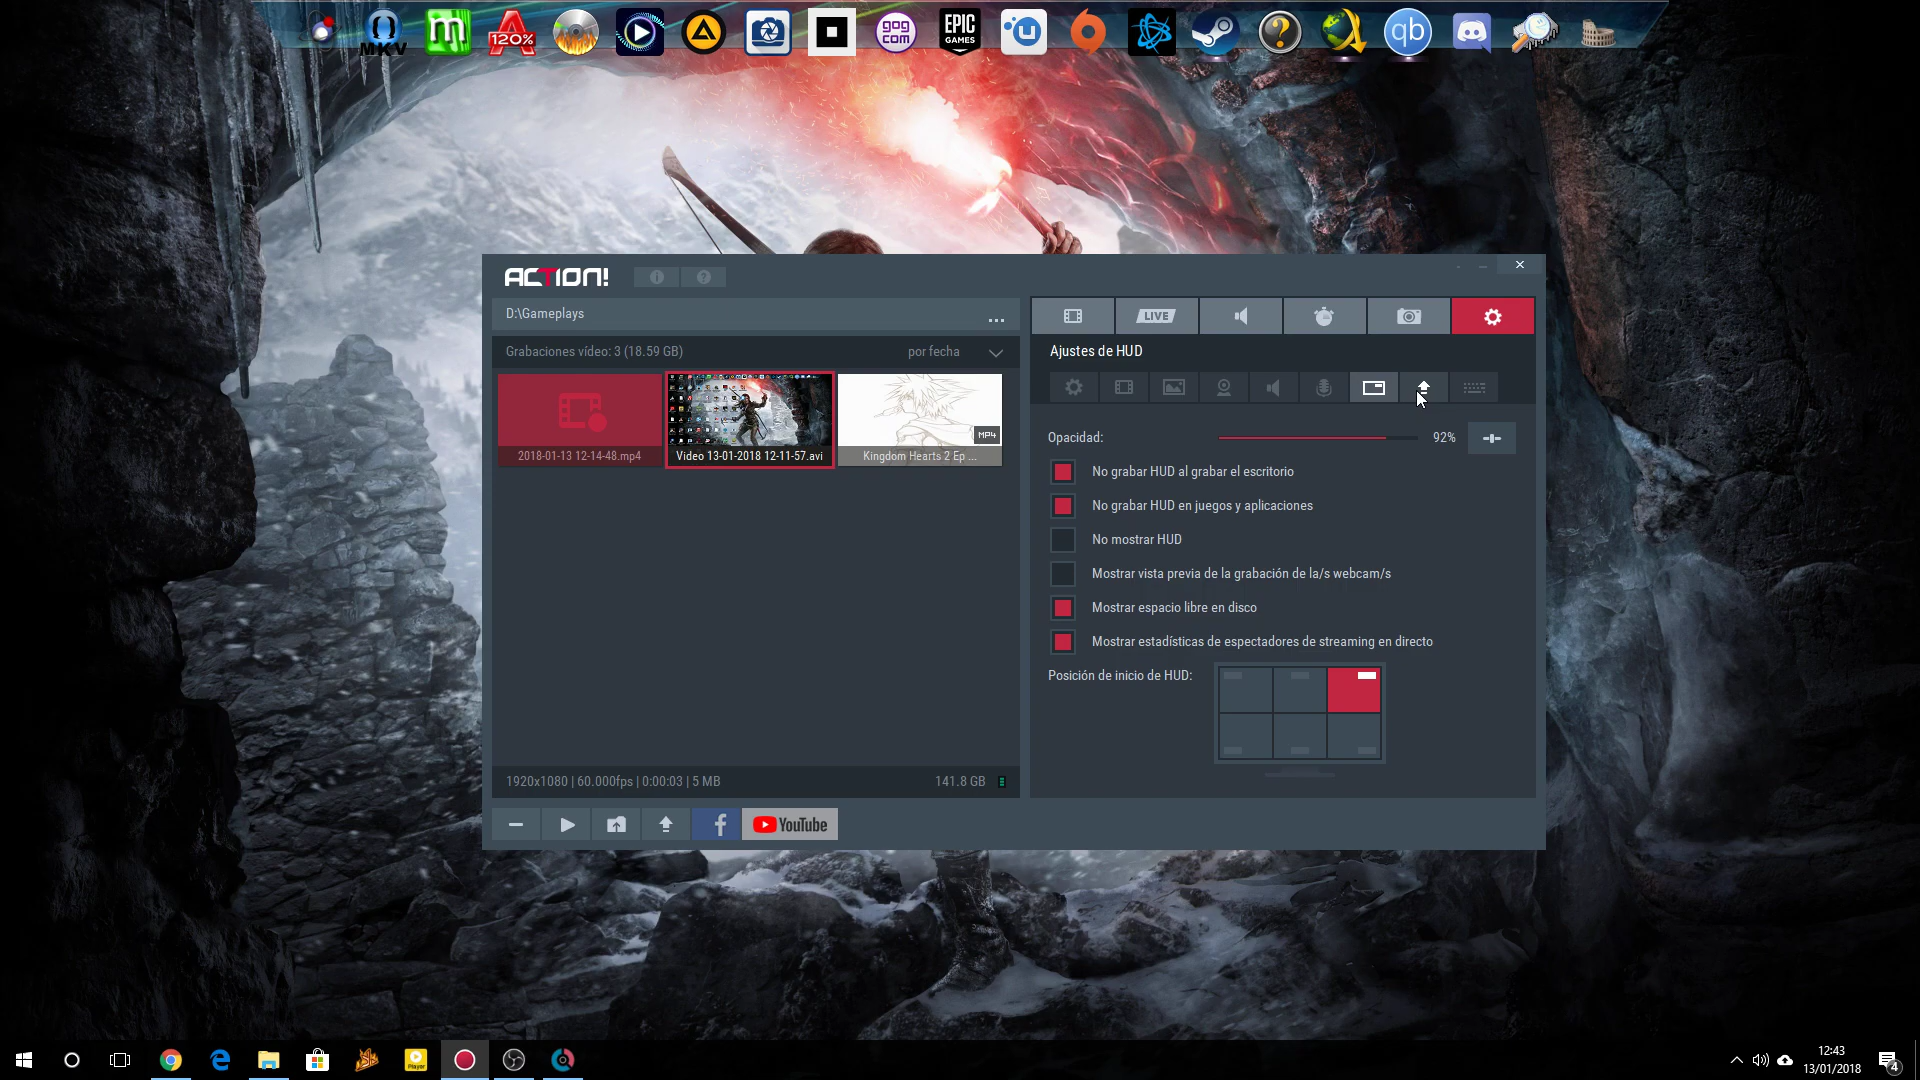 MKV
120%
GOG
COM
EPIC
GAMES
qb
ACTION!
D:\Gameplays
...
LIVE
Grabaciones vídeo: 3 (18.59 GB)
por fecha
Ajustes de HUD
MP4
2018-01-13 12-14-48.mp4
Video 13-01-2018 12-11-57.avi
Kingdom Hearts 2 Ep ...
Opacidad:
92%
No grabar HUD al grabar el escritorio
No grabar HUD en juegos y aplicaciones
No mostrar HUD
Mostrar vista previa de la grabación de la/s webcam/s
Mostrar espacio libre en disco
Mostrar estadísticas de espectadores de streaming en directo
Posición de inicio de HUD:
1920x1080 | 60.000fps | 0:00:03 | 5 MB
141.8 GB
YouTube
Player
12:43
13/01/2018
4